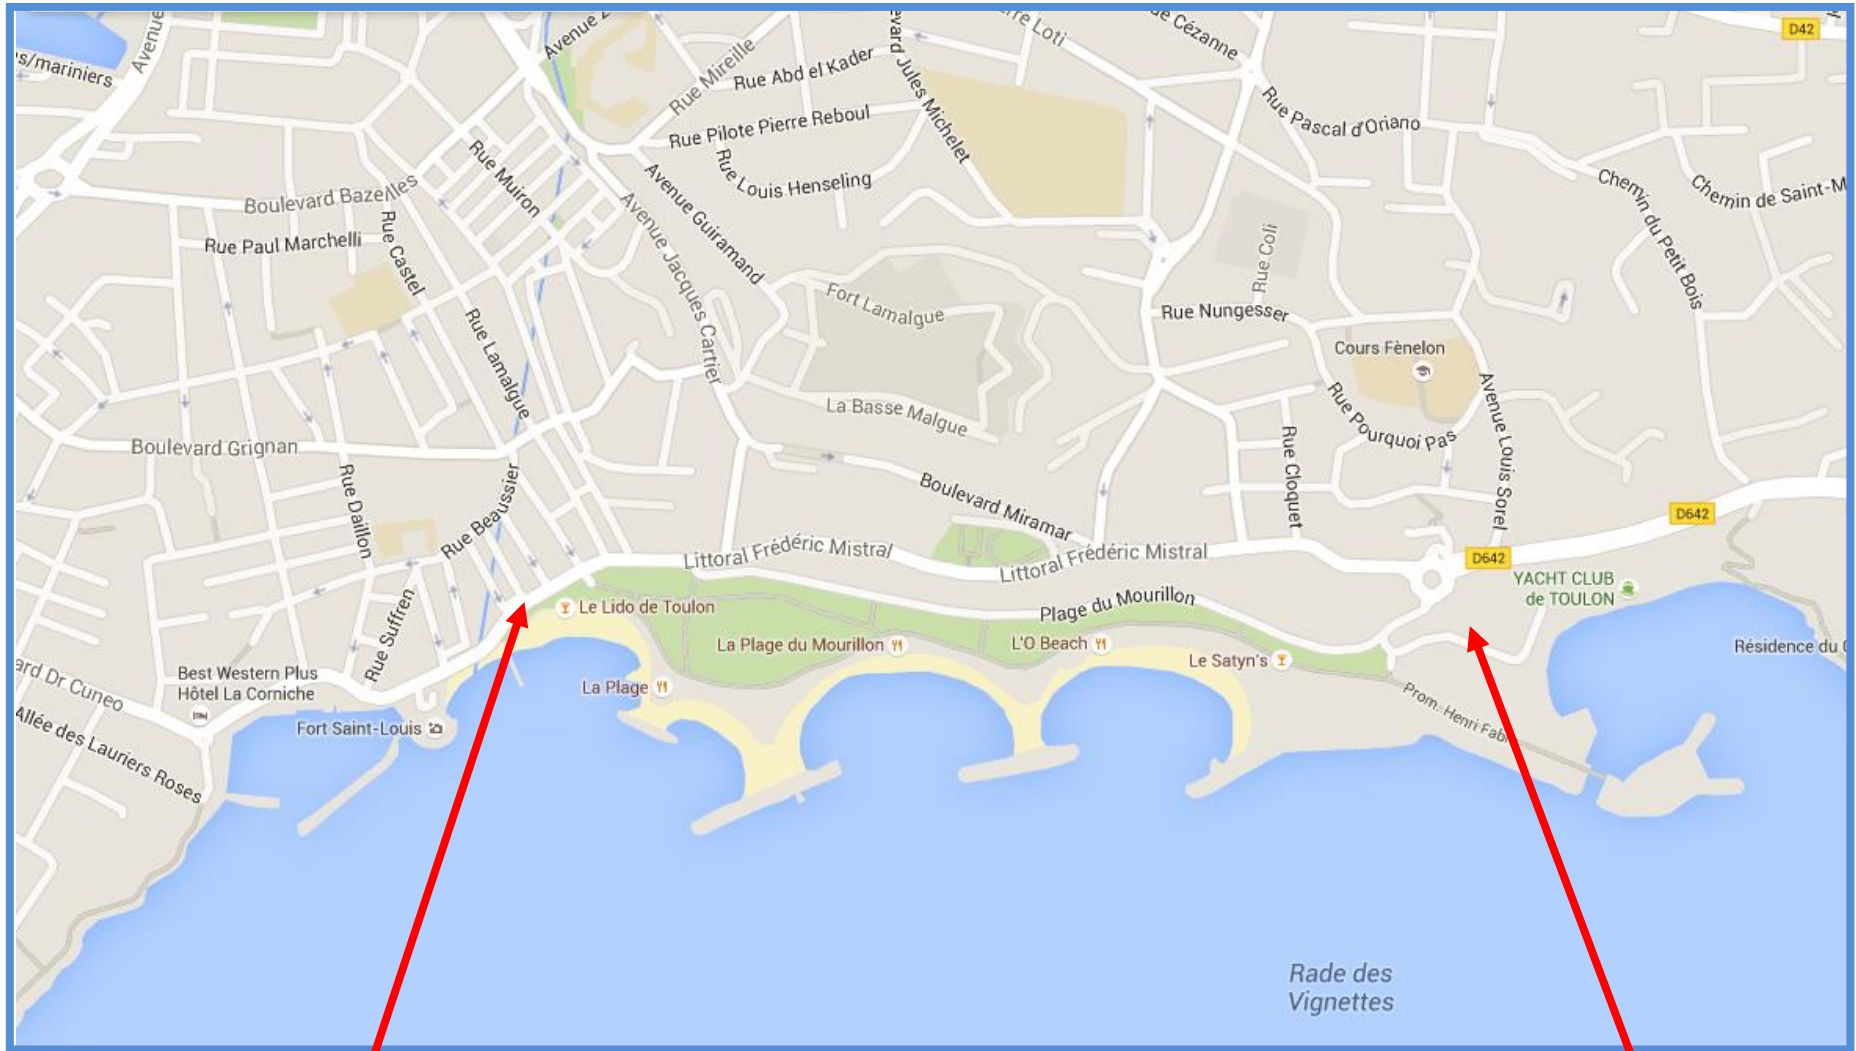 Avenue
Avenue
erre Loti
ue Cézanne
D42
s/mariniers
evard Jules Michelet
Rue Mireille
Rue Abd el Kader
Rue Pilote Pierre Reboul
Rue Pascal d'Oriano
Rue Muiron
Rue Louis Henseling
Avenue Guiramand
Boulevard Bazeilles
Avenue Jacques Cartier
Chemin du Petit Bois
Chemin de Saint-M
Rue Paul Marchelli
Rue Castel
Rue Coli
Fort Lamalgue
Rue Nungesser
Rue Lamalgue
Cours Fènelon
La Basse Malgue
Rue Pourquoi Pas
Avenue Louis Sorel
Boulevard Grignan
Rue Cloquet
Rue Daillon
Rue Beaussier
Boulevard Miramar
D642
Littoral Frédéric Mistral
Littoral Frédéric Mistral
D642
YACHT CLUB
de TOULON
Rue Suffren
Le Lido de Toulon
Plage du Mourillon
La Plage du Mourillon
L'O Beach
Le Satyn's
Résidence du
ard Dr Cuneo
Best Western Plus
Hôtel La Corniche
La Plage
Prom. Henri Fab
Fort Saint-Louis
Allée des Lauriers Roses
Rade des
Vignettes